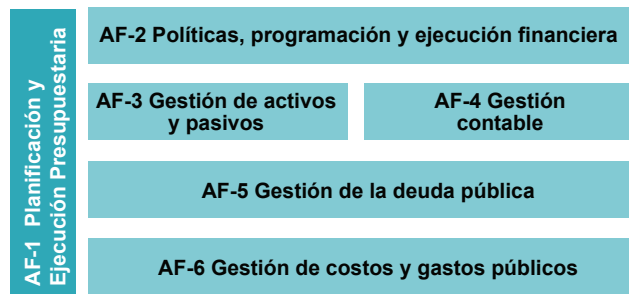 AF-1 Planificación y
Ejecución Presupuestaria
AF-2 Políticas, programación y ejecución financiera
AF-3 Gestión de activos
y pasivos
AF-4 Gestión
contable
AF-5 Gestión de la deuda pública
AF-6 Gestión de costos y gastos públicos